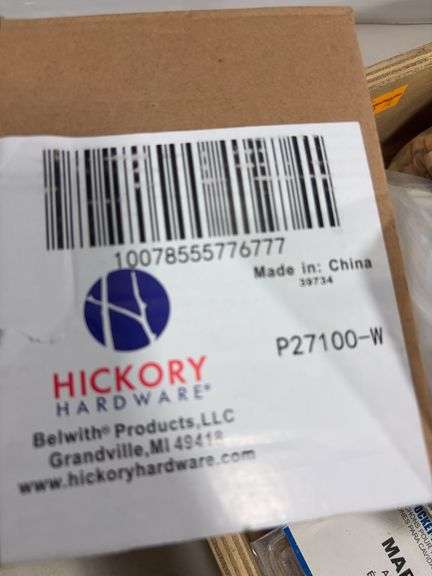 10078555776777
Made in: China
39734
P27100-W
HICKORY
HARDWARE®
Belwith® Products,LLC
Grandville,MI 49418
www.hickoryhardware.com